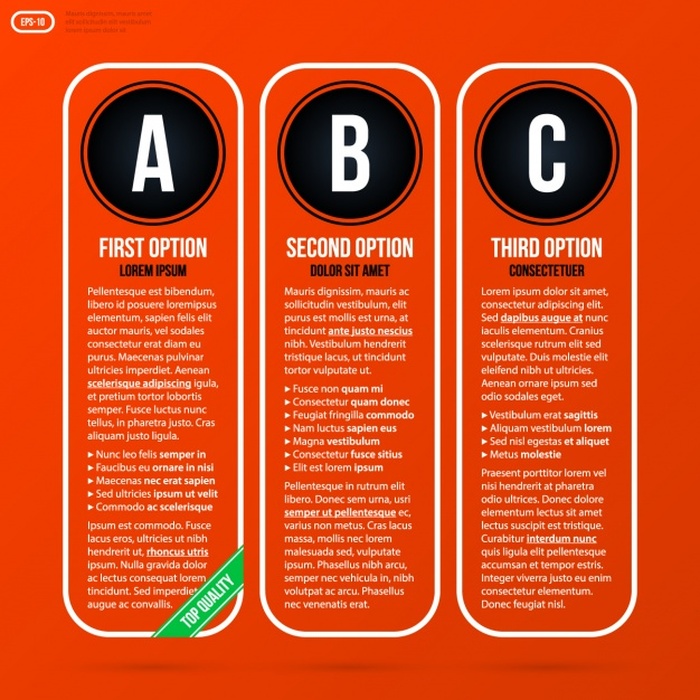 EPS-10
Mauris dignissim, mauris amet
elit sollicitudin elit vestibulum,
lorem ipsum dolor sit
A
FIRST OPTION
LOREM IPSUM
Pellentesque est bibendum,
libero id posuere loremipsus
elementum, sapien felis elit
auctor mauris, vel sodales
consectetur erat diam eu
purus. Maecenas pulvinar
ultricies imperdiet. Aenean
scelerisque adipiscing igula,
et pretium tortor lobortis
semper. Fusce luctus nunc
tellus, in pharetra justo. Cras
aliquam justo ligula.
▸ Nunc leo felis semper in
▸ Faucibus eu ornare in nisi
▸ Maecenas nec erat sapien
▸ Sed ultricies ipsum ut velit
▸ Commodo ac scelerisque
Ipsum est commodo. Fusce
lacus eros, ultricies ut nibh
hendrerit ut, rhoncus utris
ipsum. Nulla gravida dolor
ac lectus consequat lorem
tincidunt. Sed imperdiet
augue ac convallis.
TOP QUALITY
B
SECOND OPTION
DOLOR SIT AMET
Mauris dignissim, mauris ac
sollicitudin vestibulum, elit
purus est mollis est urna, at
tincidunt ante justo nescius
nibh. Vestibulum hendrerit
tristique lacus, ut tincidunt
tortor vulputate ut.
▸ Fusce non quam mi
▸ Consectetur quam donec
▸ Feugiat fringilla commodo
▸ Nam luctus sapien eus
▸ Magna vestibulum
▸ Consectetur fusce sitius
▸ Elit est lorem ipsum
Pellentesque in rutrum elit
libero. Donec sem urna, usri
semper ut pellentesque ec,
varius non metus. Cras lacus
massa, mollis nec lorem
malesuada sed, vulputate
ipsum. Phasellus nibh arcu,
semper nec vehicula in, nibh
volutpat ac arcu. Phasellus
nec venenatis erat.
C
THIRD OPTION
CONSECTETUER
Lorem ipsum dolor sit amet,
consectetur adipiscing elit.
Sed dapibus augue at nunc
iaculis elementum. Cranius
scelerisque rutrum elit sed
vulputate. Duis molestie elit
eleifend nibh ut ultricies.
Aenean ornare ipsum sed
odio sodales eget.
▸ Vestibulum erat sagittis
▸ Aliquam vestibulum lorem
▸ Sed nisl egestas et aliquet
▸ Metus molestie
Praesent porttitor lorem vel
nisi hendrerit at pharetra
odio ultrices. Donec dolore
elementum lectus sit amet
lectus suscipit est tristique.
Curabitur interdum nunc
quis ligula elit pellentesque
accumsan et tempor estris.
Integer viverra justo eu enim
consectetur elementum.
Donec feugiat nisl.